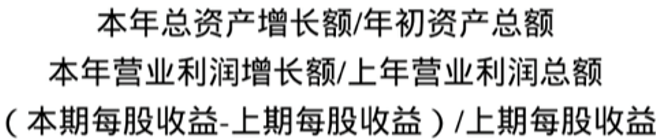 本年总资产增长额/年初资产总额
本年营业利润增长额/上年营业利润总额
（本期每股收益-上期每股收益）/上期每股收益